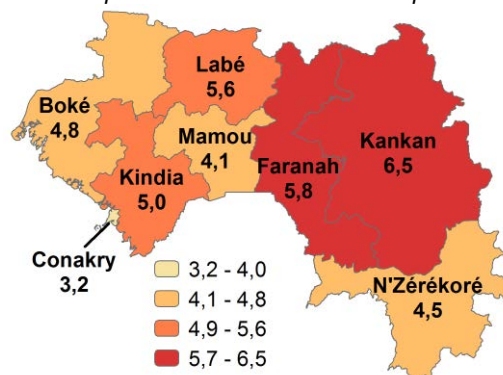 Labé
5,6
Boké
4,8
Mamou
4,1
Kankan
6,5
Faranah
5,8
Kindia
5,0
Conakry
3,2
N'Zérékoré
4,5
3,2 - 4,0
4,1 - 4,8
4,9 - 5,6
5,7 - 6,5